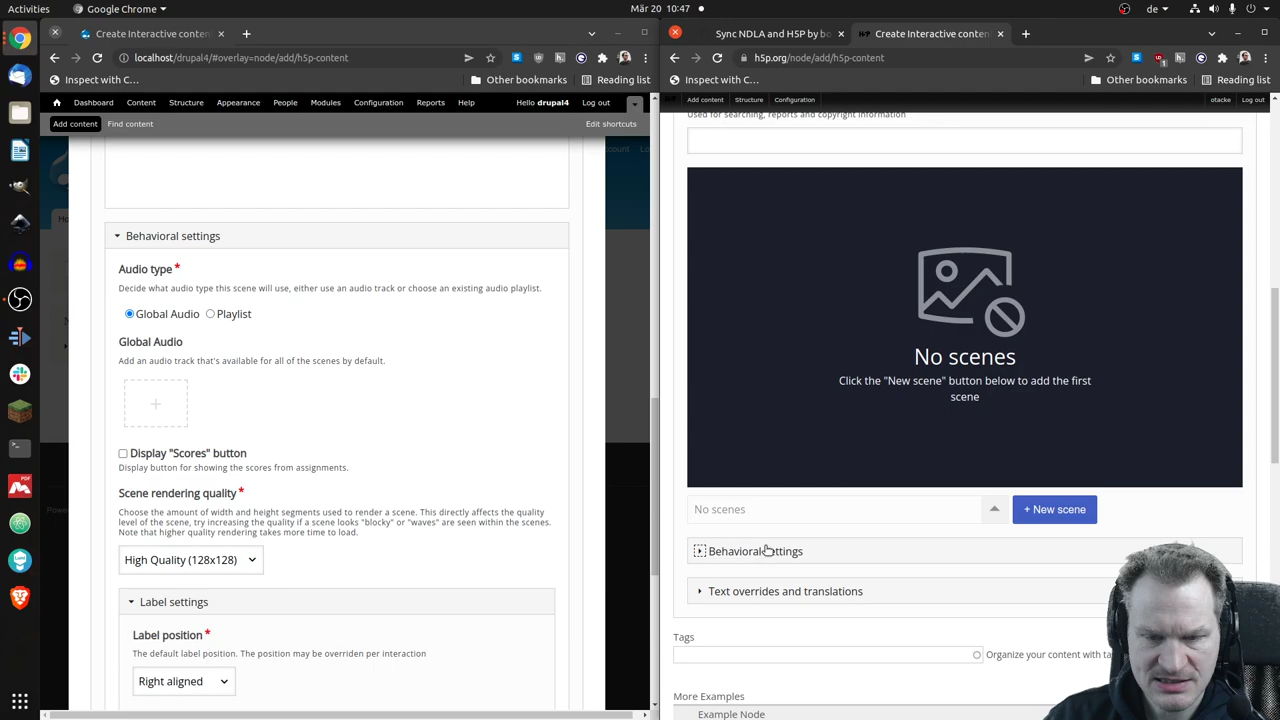 Activities
Google Chrome
Mär 20 10:47
de
Create Interactive conten
localhost/drupal4/#overlay=node/add/h5p-content
Inspect with C…
Other bookmarks
Reading list
Dashboard
Content
Structure
Appearance
People
Modules
Configuration
Reports
Help
Hello drupal4
Log out
Add content
Find content
Edit shortcuts
Behavioral settings
Audio type *
Decide what audio type this scene will use, either use an audio track or choose an existing audio playlist.
Global Audio
Playlist
Global Audio
Add an audio track that's available for all of the scenes by default.
+
Display "Scores" button
Display button for showing the scores from assignments.
Scene rendering quality *
Choose the amount of width and height segments used to render a scene. This directly affects the quality
level of the scene, try increasing the quality if a scene looks "blocky" or "waves" are seen within the scenes.
Note that higher quality rendering takes more time to load.
High Quality (128x128)
Label settings
Label position *
The default label position. The position may be overriden per interaction
Right aligned
Sync NDLA and H5P by bo
Create Interactive conten
h5p.org/node/add/h5p-content
Inspect with C…
Other bookmarks
Reading list
Add content
Structure
Configuration
otacke
Log out
Used for searching, reports and copyright information
No scenes
Click the "New scene" button below to add the first
scene
No scenes
+ New scene
Behavioral settings
Text overrides and translations
Tags
Organize your content with ta
More Examples
Example Node